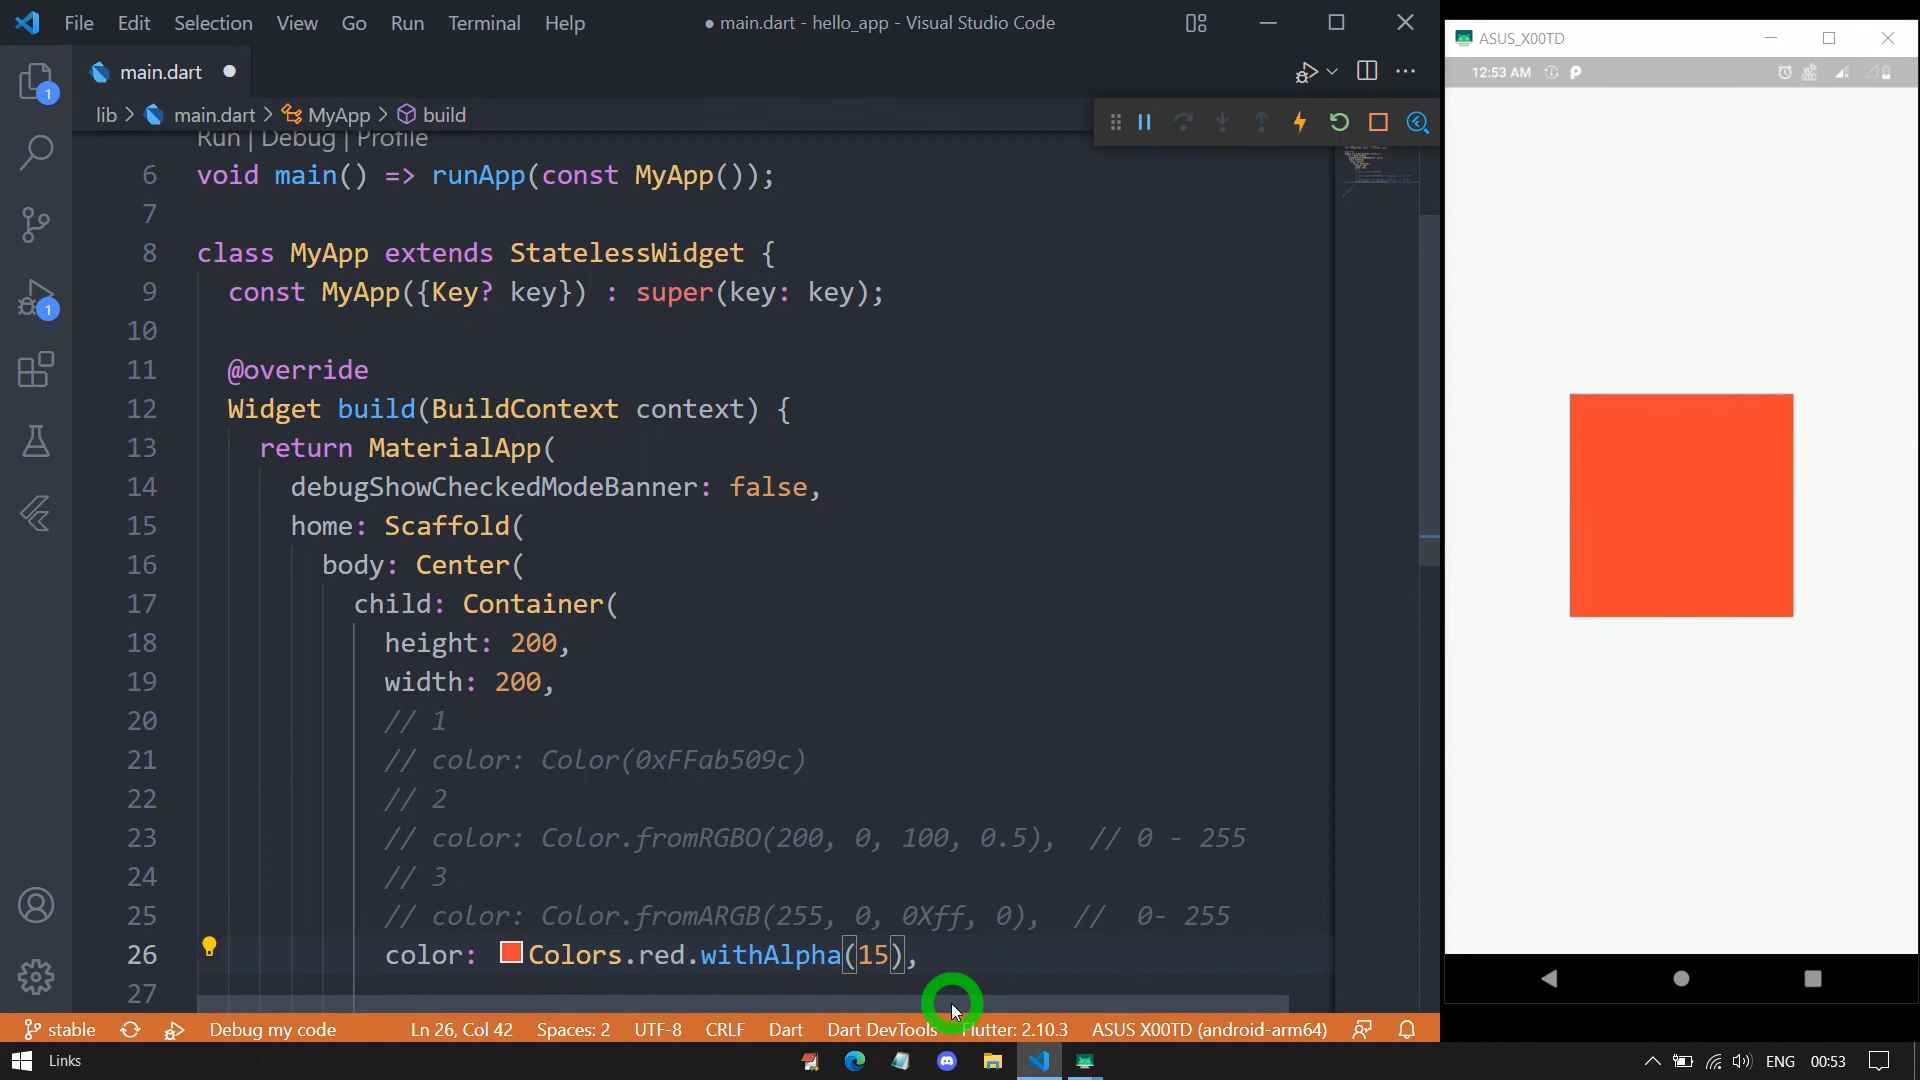 File Edit Selection View Go Run Terminal Help
● main.dart - hello_app - Visual Studio Code
ASUS_X00TD
main.dart
12:53 AM
lib > main.dart > MyApp > build
Run | Debug | Profile
6 void main() => runApp(const MyApp());
7
8 class MyApp extends StatelessWidget {
9 const MyApp({Key? key}) : super(key: key);
10
11 @override
12 Widget build(BuildContext context) {
13 return MaterialApp(
14 debugShowCheckedModeBanner: false,
15 home: Scaffold(
16 body: Center(
17 child: Container(
18 height: 200,
19 width: 200,
20 // 1
21 // color: Color(0xFFab509c)
22 // 2
23 // color: Color.fromRGBO(200, 0, 100, 0.5), // 0 - 255
24 // 3
25 // color: Color.fromARGB(255, 0, 0Xff, 0), // 0- 255
26 color: Colors.red.withAlpha(15),
27
1
1
stable Debug my code Ln 26, Col 42 Spaces: 2 UTF-8 CRLF Dart Dart DevTools Flutter: 2.10.3 ASUS X00TD (android-arm64)
Links ENG 00:53